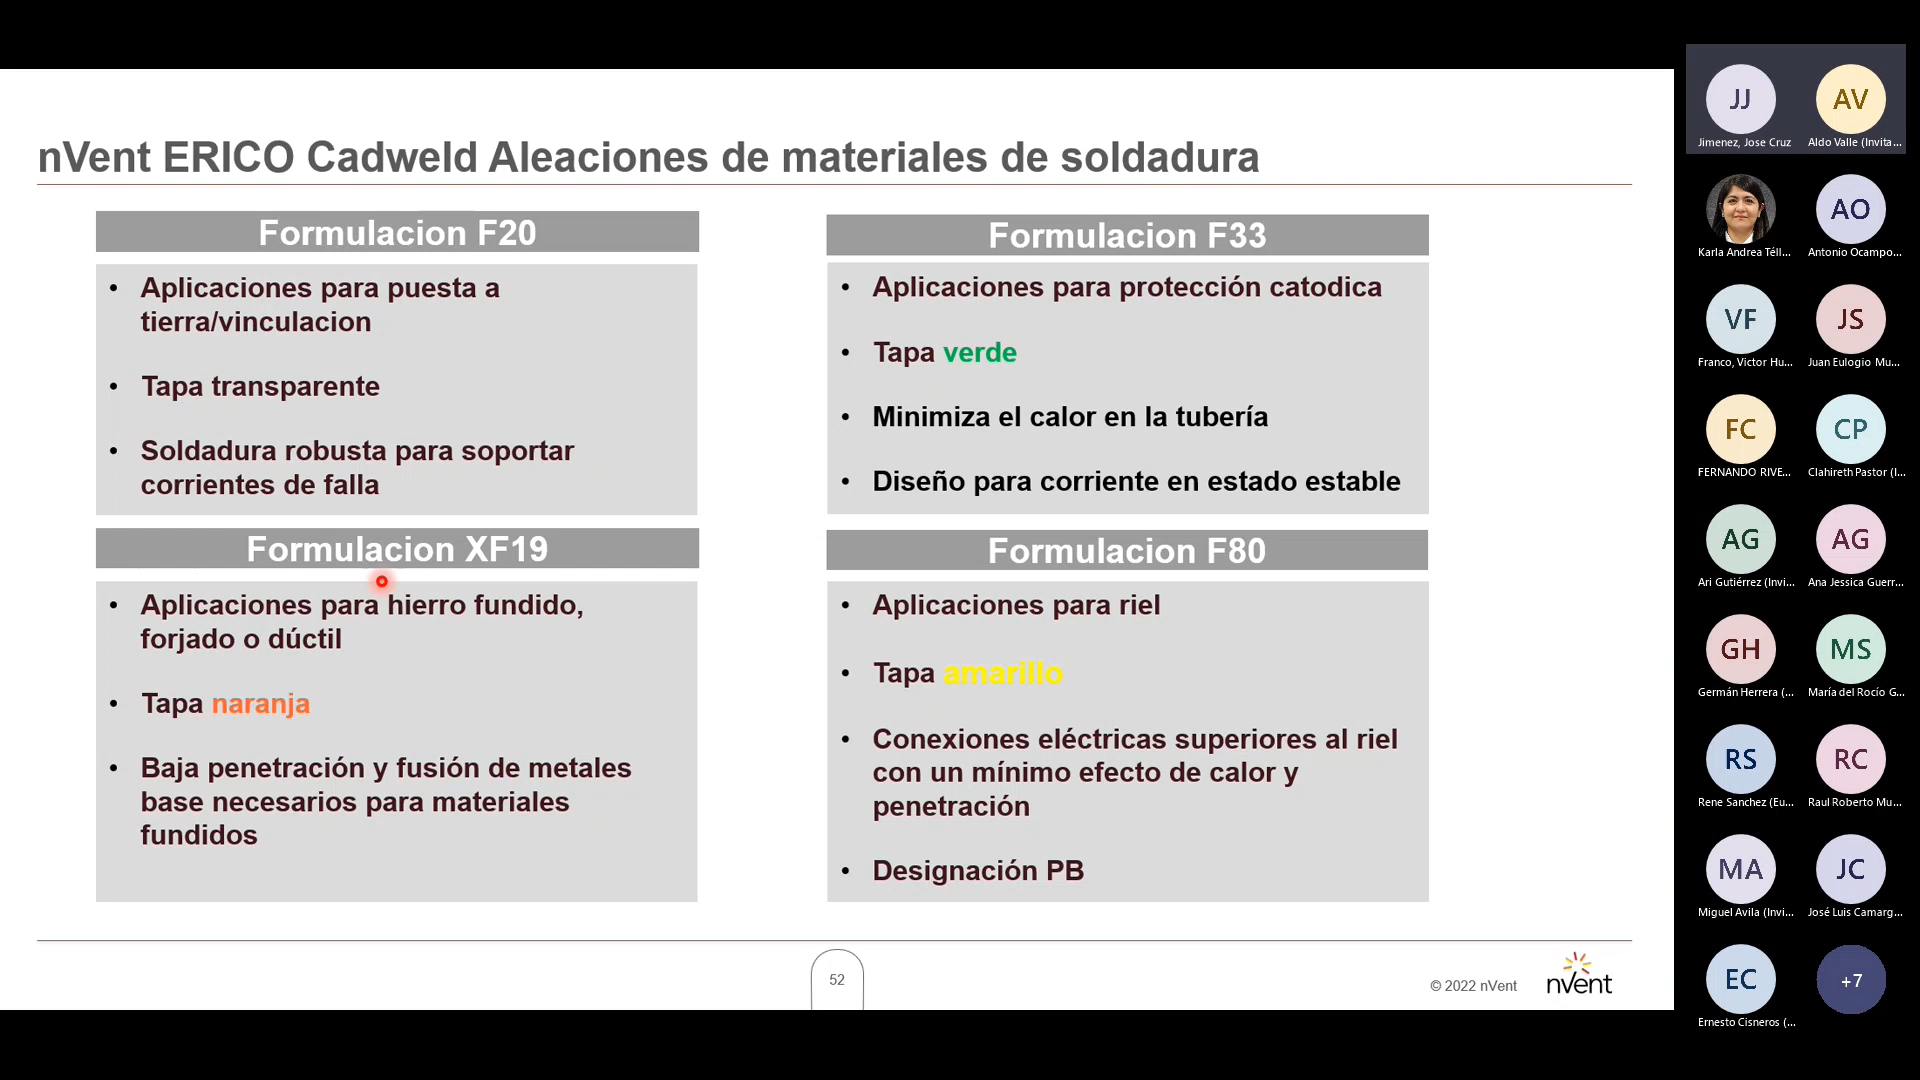 nVent ERICO Cadweld Aleaciones de materiales de soldadura
Formulacion F20
Aplicaciones para puesta a
tierra/vinculacion
Tapa transparente
Soldadura robusta para soportar
corrientes de falla
Formulacion F33
Aplicaciones para protección catodica
Tapa verde
Minimiza el calor en la tubería
Diseño para corriente en estado estable
Formulacion XF19
Aplicaciones para hierro fundido,
forjado o dúctil
Tapa naranja
Baja penetración y fusión de metales
base necesarios para materiales
fundidos
Formulacion F80
Aplicaciones para riel
Tapa amarillo
Conexiones eléctricas superiores al riel
con un mínimo efecto de calor y
penetración
Designación PB
52
© 2022 nVent
nVent
JJ
AV
Jimenez, Jose Cruz
Aldo Valle (Invita...
AO
Karla Andrea Téll...
Antonio Ocampo...
VF
JS
Franco, Victor Hu...
Juan Eulogio Mu...
FC
CP
FERNANDO RIVE...
Clahireth Pastor (I...
AG
AG
Ari Gutiérrez (Invi...
Ana Jessica Guerr...
GH
MS
Germán Herrera (...
María del Rocío G...
RS
RC
Rene Sanchez (Eu...
Raul Roberto Mu...
MA
JC
Miguel Avila (Invi...
José Luis Camarg...
EC
+7
Ernesto Cisneros (...